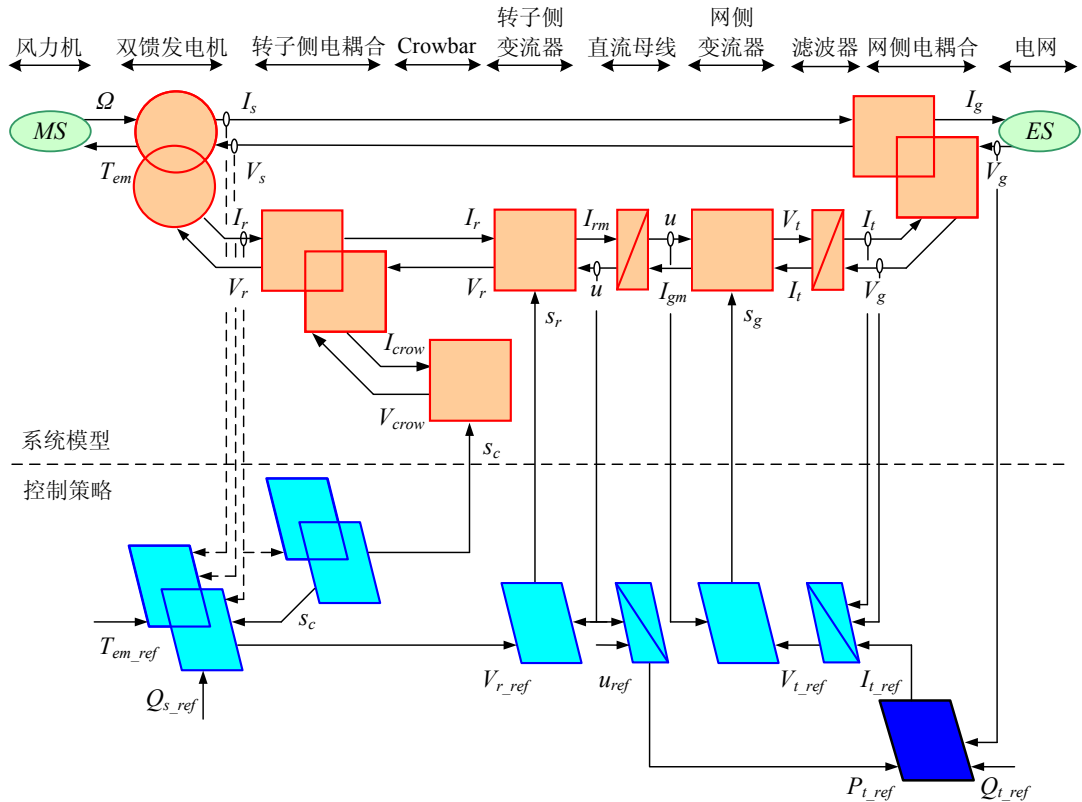 转子侧
网侧
风力机
双馈发电机
转子侧电耦合
Crowbar
变流器
直流母线
变流器
滤波器
网侧电耦合
电网
Ω
I_s
I_g
MS
ES
T_em
V_s
V_g
I_r
I_r
I_rm
u
V_t
I_t
V_r
V_r
u
I_gm
I_t
V_g
s_r
s_g
I_crow
V_crow
s_c
系统模型
控制策略
s_c
T_em_ref
V_r_ref
u_ref
V_t_ref
I_t_ref
Q_s_ref
P_t_ref
Q_t_ref